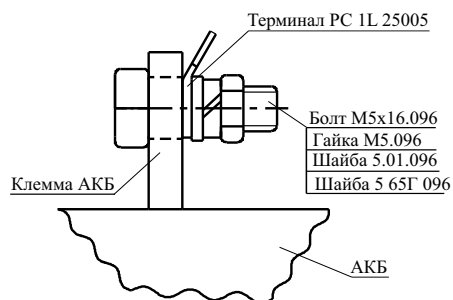 Терминал РС 1L 25005
Болт М5х16.096
Гайка М5.096
Шайба 5.01.096
Шайба 5 65Г 096
Клемма АКБ
АКБ